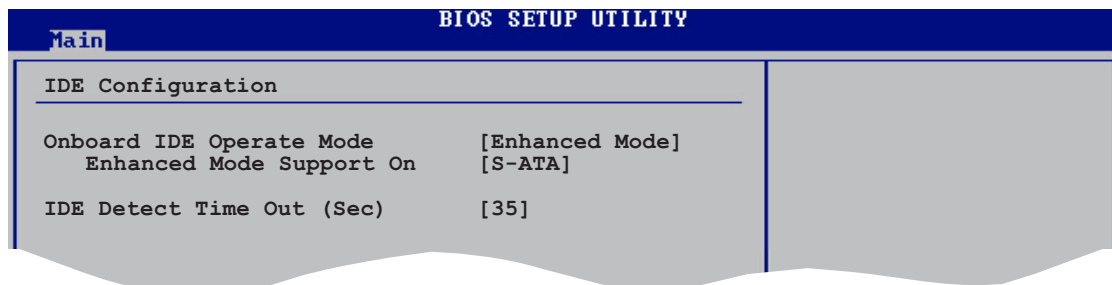 BIOS SETUP UTILITY
Main
IDE Configuration
Onboard IDE Operate Mode [Enhanced Mode]
Enhanced Mode Support On [S-ATA]
IDE Detect Time Out (Sec) [35]